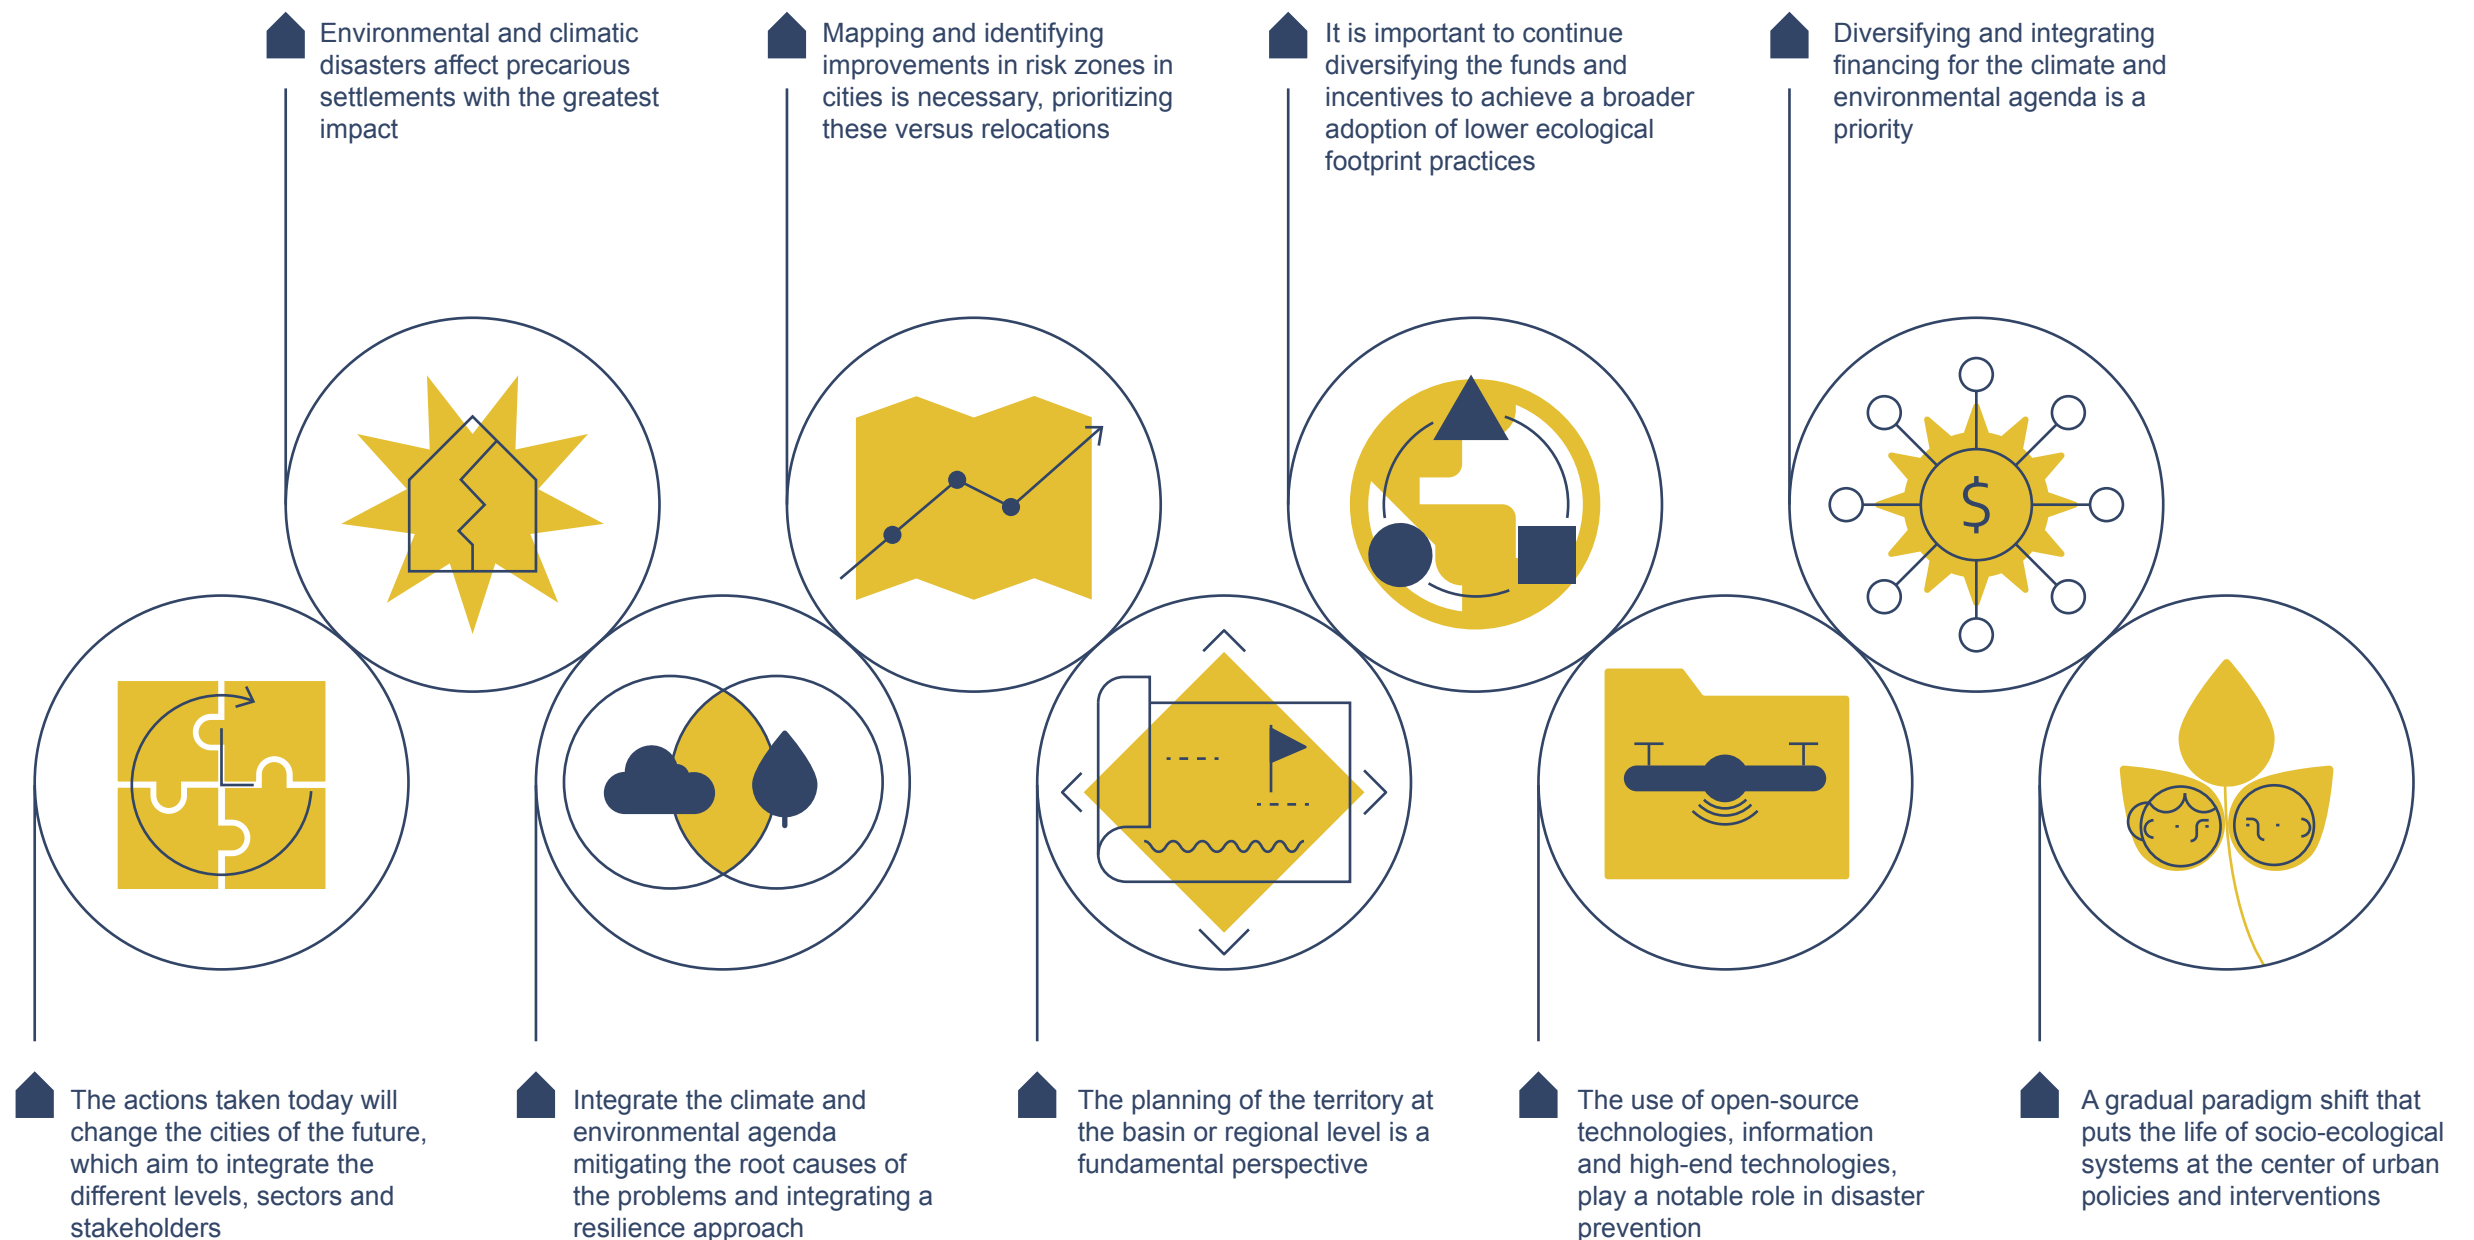 Environmental and climatic
disasters affect precarious
settlements with the greatest
impact
Mapping and identifying
improvements in risk zones in
cities is necessary, prioritizing
these versus relocations
It is important to continue
diversifying the funds and
incentives to achieve a broader
adoption of lower ecological
footprint practices
Diversifying and integrating
financing for the climate and
environmental agenda is a
priority
$
The actions taken today will
change the cities of the future,
which aim to integrate the
different levels, sectors and
stakeholders
Integrate the climate and
environmental agenda
mitigating the root causes of
the problems and integrating a
resilience approach
The planning of the territory at
the basin or regional level is a
fundamental perspective
The use of open-source
technologies, information
and high-end technologies,
play a notable role in disaster
prevention
A gradual paradigm shift that
puts the life of socio-ecological
systems at the center of urban
policies and interventions